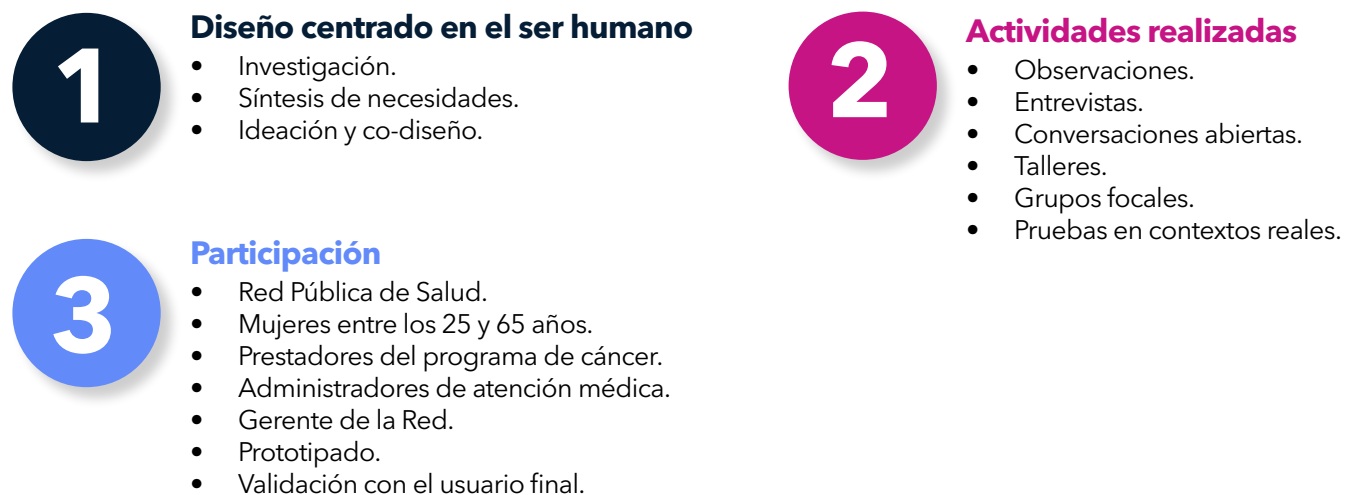 1
Diseño centrado en el ser humano
• Investigación.
• Síntesis de necesidades.
• Ideación y co-diseño.
2
Actividades realizadas
• Observaciones.
• Entrevistas.
• Conversaciones abiertas.
• Talleres.
• Grupos focales.
• Pruebas en contextos reales.
3
Participación
• Red Pública de Salud.
• Mujeres entre los 25 y 65 años.
• Prestadores del programa de cáncer.
• Administradores de atención médica.
• Gerente de la Red.
• Prototipado.
• Validación con el usuario final.